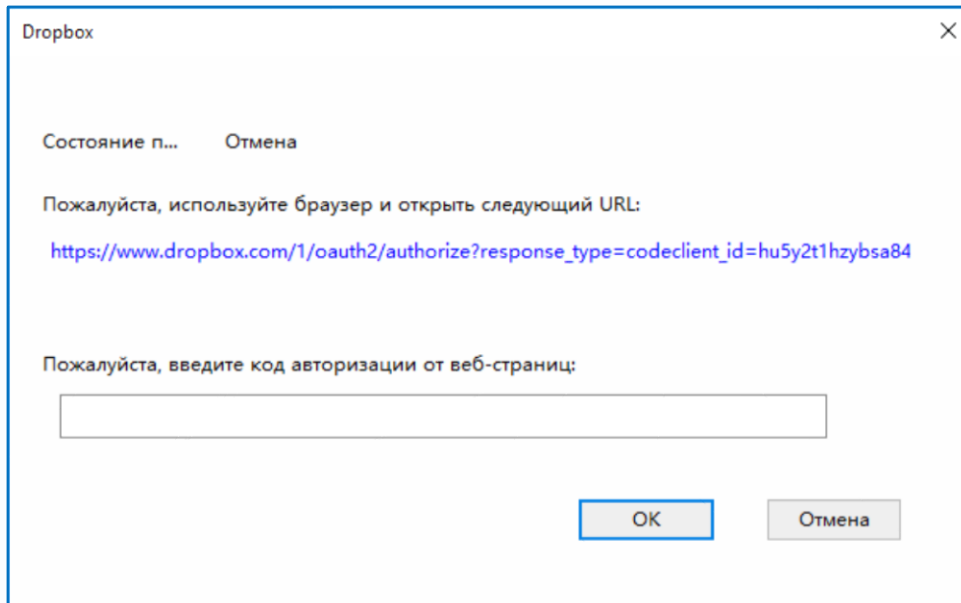 Dropbox
Состояние п... Отмена
Пожалуйста, используйте браузер и открыть следующий URL:
https://www.dropbox.com/1/oauth2/authorize?response_type=codeclient_id=hu5y2t1hzybsa84
Пожалуйста, введите код авторизации от веб-страниц:
OK Отмена